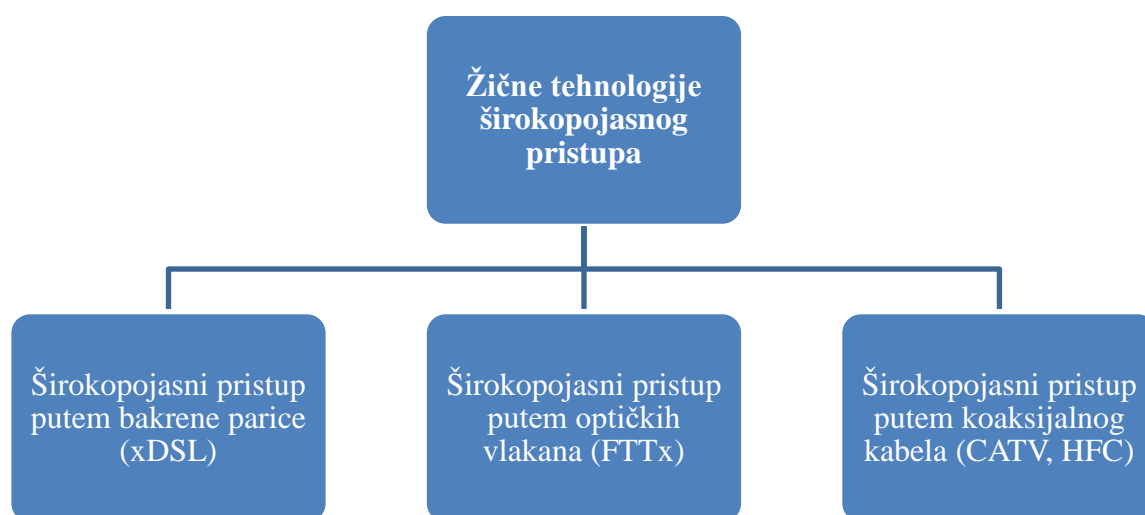 Žične tehnologije
širokopojasnog
pristupa
Širokopojasni pristup
putem bakrene parice
(xDSL)
Širokopojasni pristup
putem optičkih
vlakana (FTTx)
Širokopojasni pristup
putem koaksijalnog
kabela (CATV, HFC)